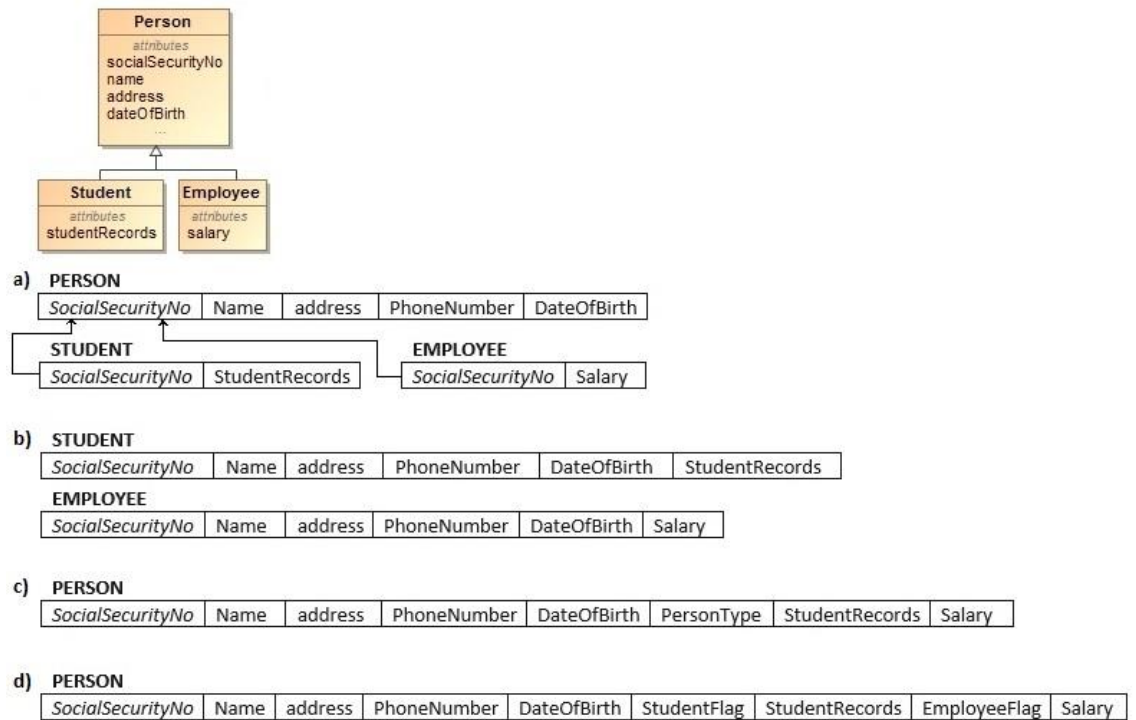 Person
attributes
socialSecurityNo
name
address
dateOfBirth
...
Student
attributes
studentRecords
Employee
attributes
salary
a) PERSON
SocialSecurityNo Name address PhoneNumber DateOfBirth
STUDENT EMPLOYEE
SocialSecurityNo StudentRecords SocialSecurityNo Salary
b) STUDENT
SocialSecurityNo Name address PhoneNumber DateOfBirth StudentRecords
EMPLOYEE
SocialSecurityNo Name address PhoneNumber DateOfBirth Salary
c) PERSON
SocialSecurityNo Name address PhoneNumber DateOfBirth PersonType StudentRecords Salary
d) PERSON
SocialSecurityNo Name address PhoneNumber DateOfBirth StudentFlag StudentRecords EmployeeFlag Salary